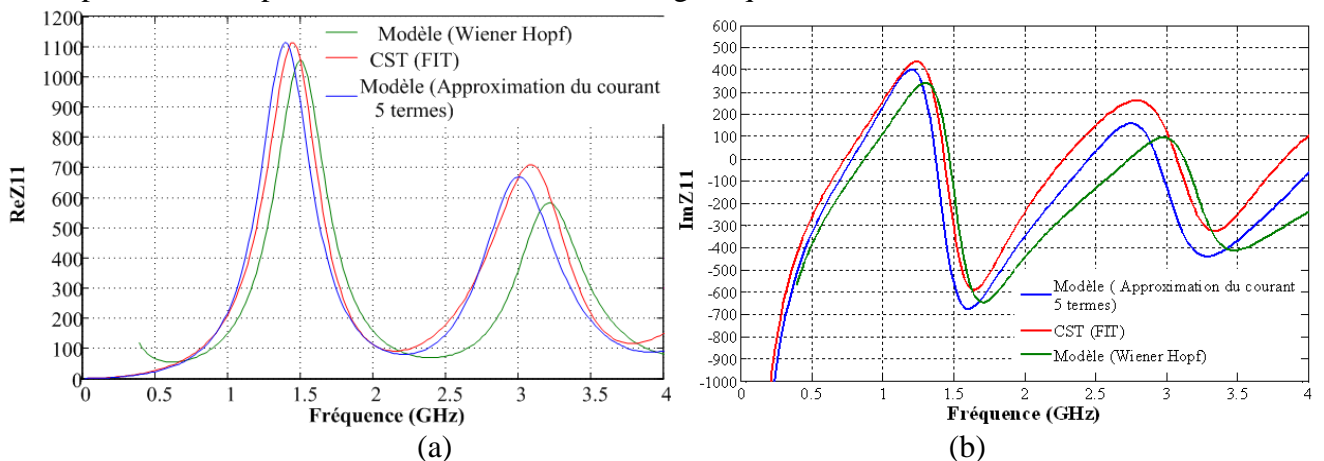 1200
1100
1000
900
800
700
600
500
400
300
200
100
0
ReZ11
0 0.5 1 1.5 2 2.5 3 3.5 4
Fréquence (GHz)
Modèle (Wiener Hopf)
CST (FIT)
Modèle (Approximation du courant
5 termes)
(a)
600
500
400
300
200
100
0
-100
-200
-300
-400
-500
-600
-700
-800
-900
-1000
ImZ11
0 0.5 1 1.5 2 2.5 3 3.5 4
Fréquence (GHz)
Modèle ( Approximation du courant
5 termes)
CST (FIT)
Modèle (Wiener Hopf)
(b)